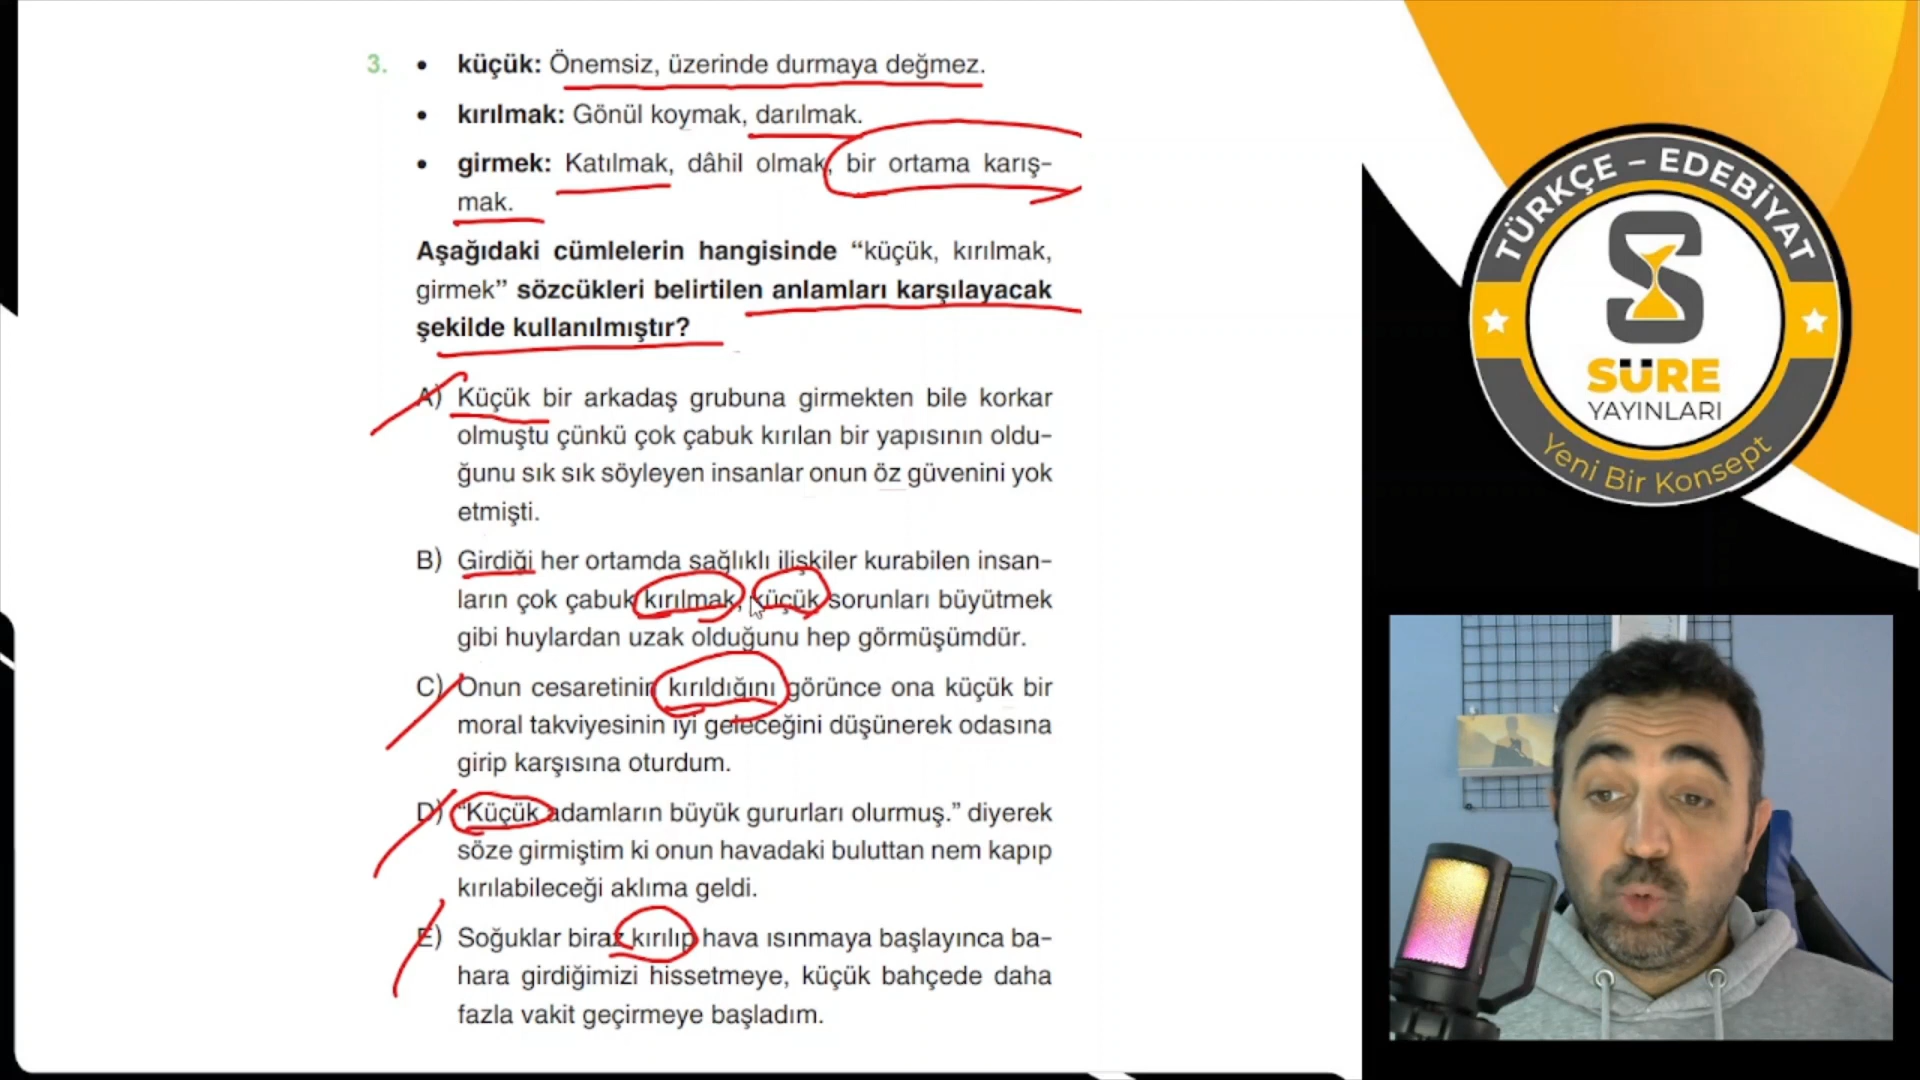 3. • küçük: Önemsiz, üzerinde durmaya değmez.
• kırılmak: Gönül koymak, darılmak.
• girmek: Katılmak, dâhil olmak, bir ortama karış-
mak.
Aşağıdaki cümlelerin hangisinde “küçük, kırılmak,
girmek” sözcükleri belirtilen anlamları karşılayacak
şekilde kullanılmıştır?
A) Küçük bir arkadaş grubuna girmekten bile korkar
olmuştu çünkü çok çabuk kırılan bir yapısının oldu-
ğunu sık sık söyleyen insanlar onun öz güvenini yok
etmişti.
B) Girdiği her ortamda sağlıklı ilişkiler kurabilen insan-
ların çok çabuk kırılmak, küçük sorunları büyütmek
gibi huylardan uzak olduğunu hep görmüşümdür.
C) Onun cesaretinin kırıldığını görünce ona küçük bir
moral takviyesinin iyi geleceğini düşünerek odasına
girip karşısına oturdum.
D) “Küçük adamların büyük gururları olurmuş.” diyerek
söze girmiştim ki onun havadaki buluttan nem kapıp
kırılabileceği aklıma geldi.
E) Soğuklar biraz kırılıp hava ısınmaya başlayınca ba-
hara girdiğimizi hissetmeye, küçük bahçede daha
fazla vakit geçirmeye başladım.
TÜRKÇE – EDEBİYAT
SÜRE
YAYINLARI
Yeni Bir Konsept